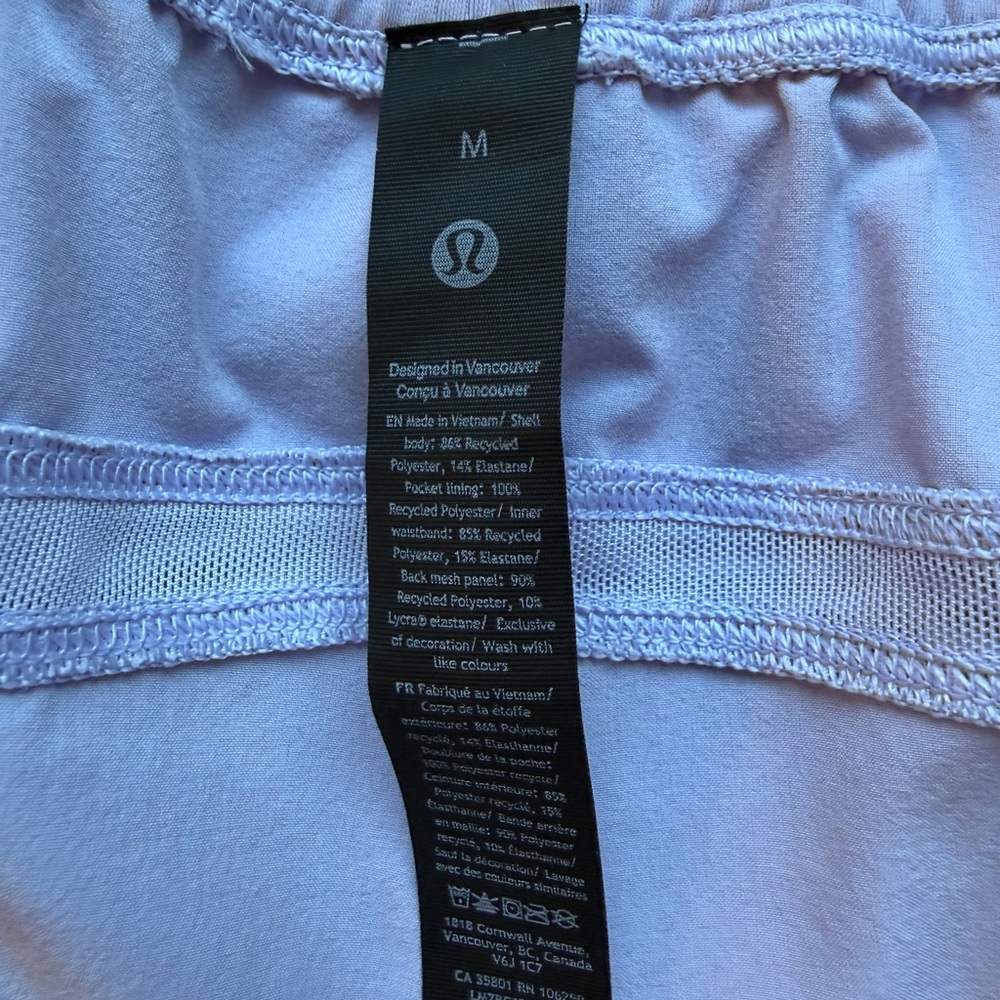 M
Designed in Vancouver
Conçu à Vancouver
EN Made in Vietnam/ Shell
body: 86% Recycled
Polyester, 14% Elastane/
Pocket lining: 100%
Recycled Polyester/ Inner
waistband: 85% Recycled
Polyester, 15% Elastane/
Back mesh panel: 90%
Recycled Polyester, 10%
Lycra® elastane/ Exclusive
of decoration/ Wash with
like colours
FR Fabriqué au Vietnam/
Corps de la étoffe
extérieure: 86% Polyester
recyclé, 14% Élasthanne/
Doublure de la poche:
100% Polyester recyclé/
Ceinture intérieure: 85%
Polyester recyclé, 15%
Élasthanne/ Bande arrière
en maille: 90% Polyester
recyclé, 10% Élasthanne/
Sauf la décoration/ Lavage
avec des couleurs similaires
1818 Cornwall Avenue,
Vancouver, BC, Canada
V6J 1C7
CA 35801 RN 106259